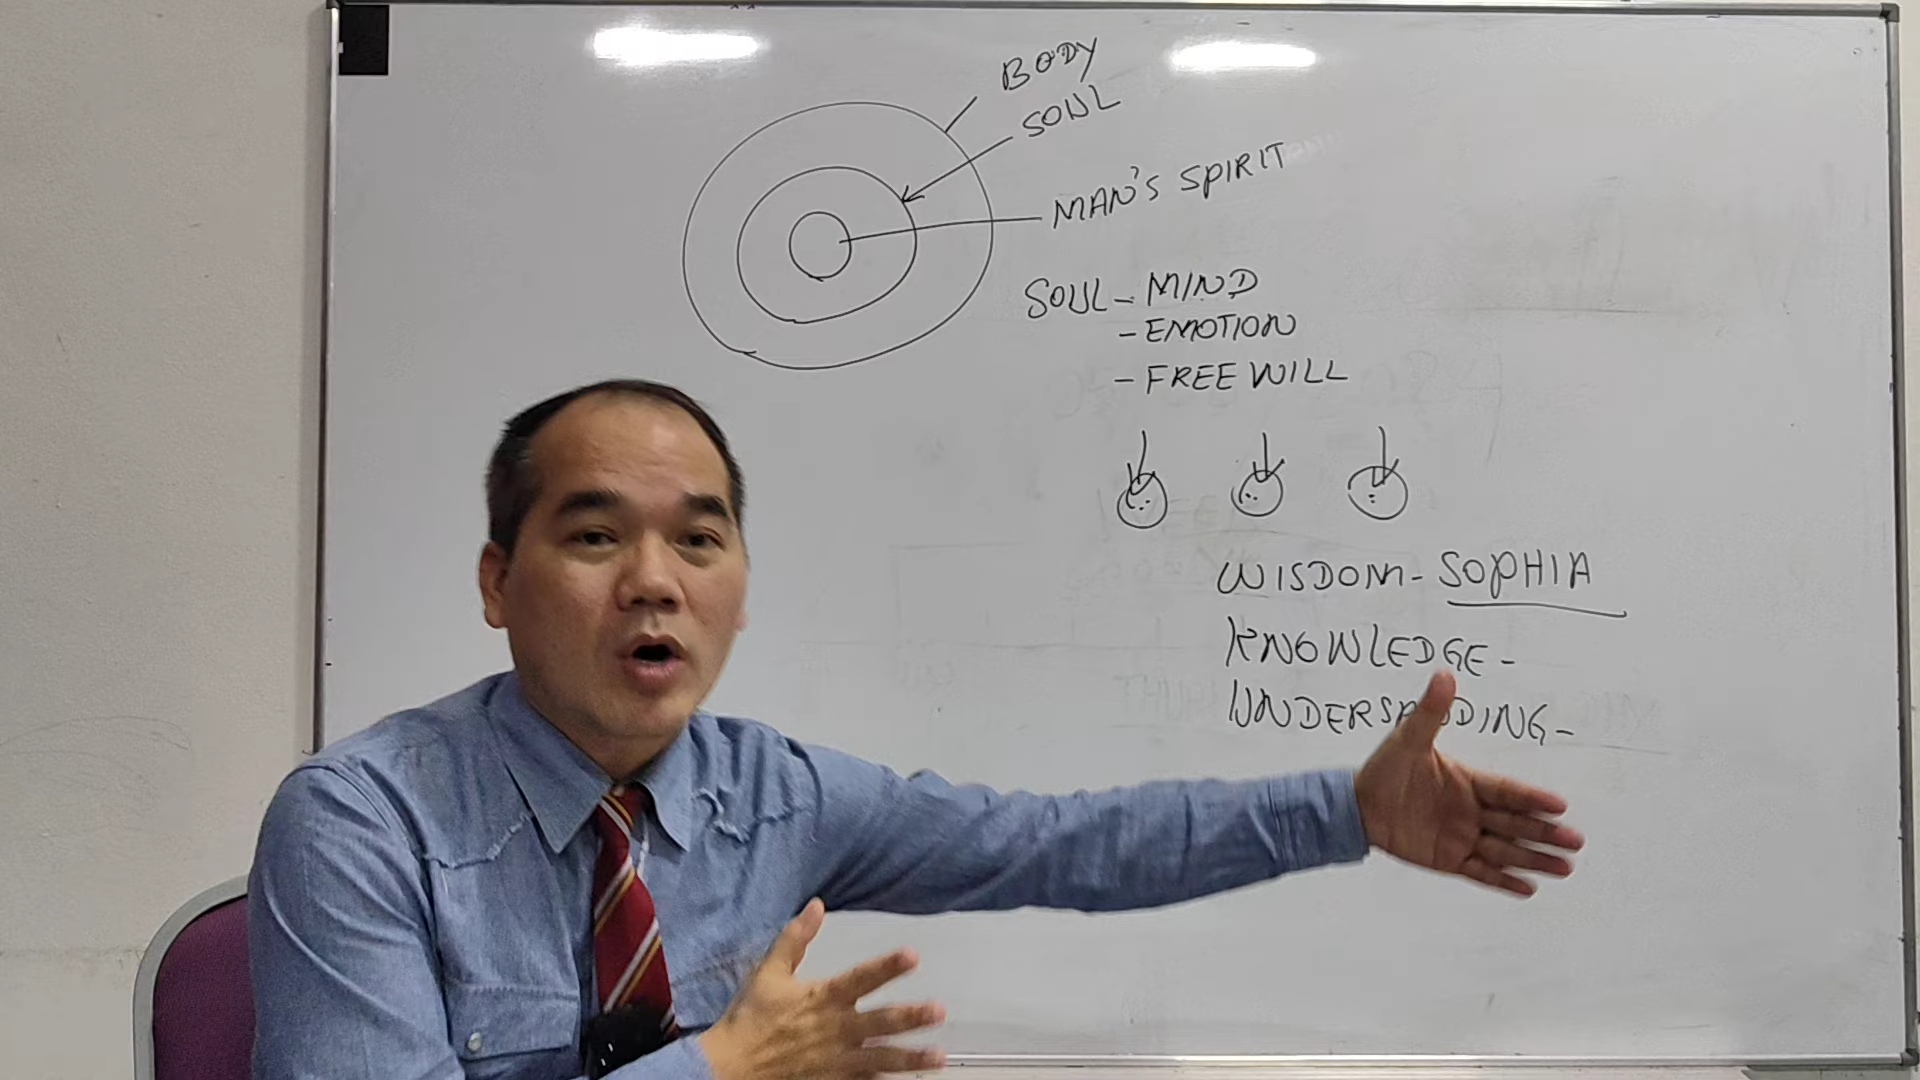 BODY
SOUL
MAN'S SPIRIT
SOUL - MIND
- EMOTION
- FREE WILL
WISDOM - SOPHIA
KNOWLEDGE -